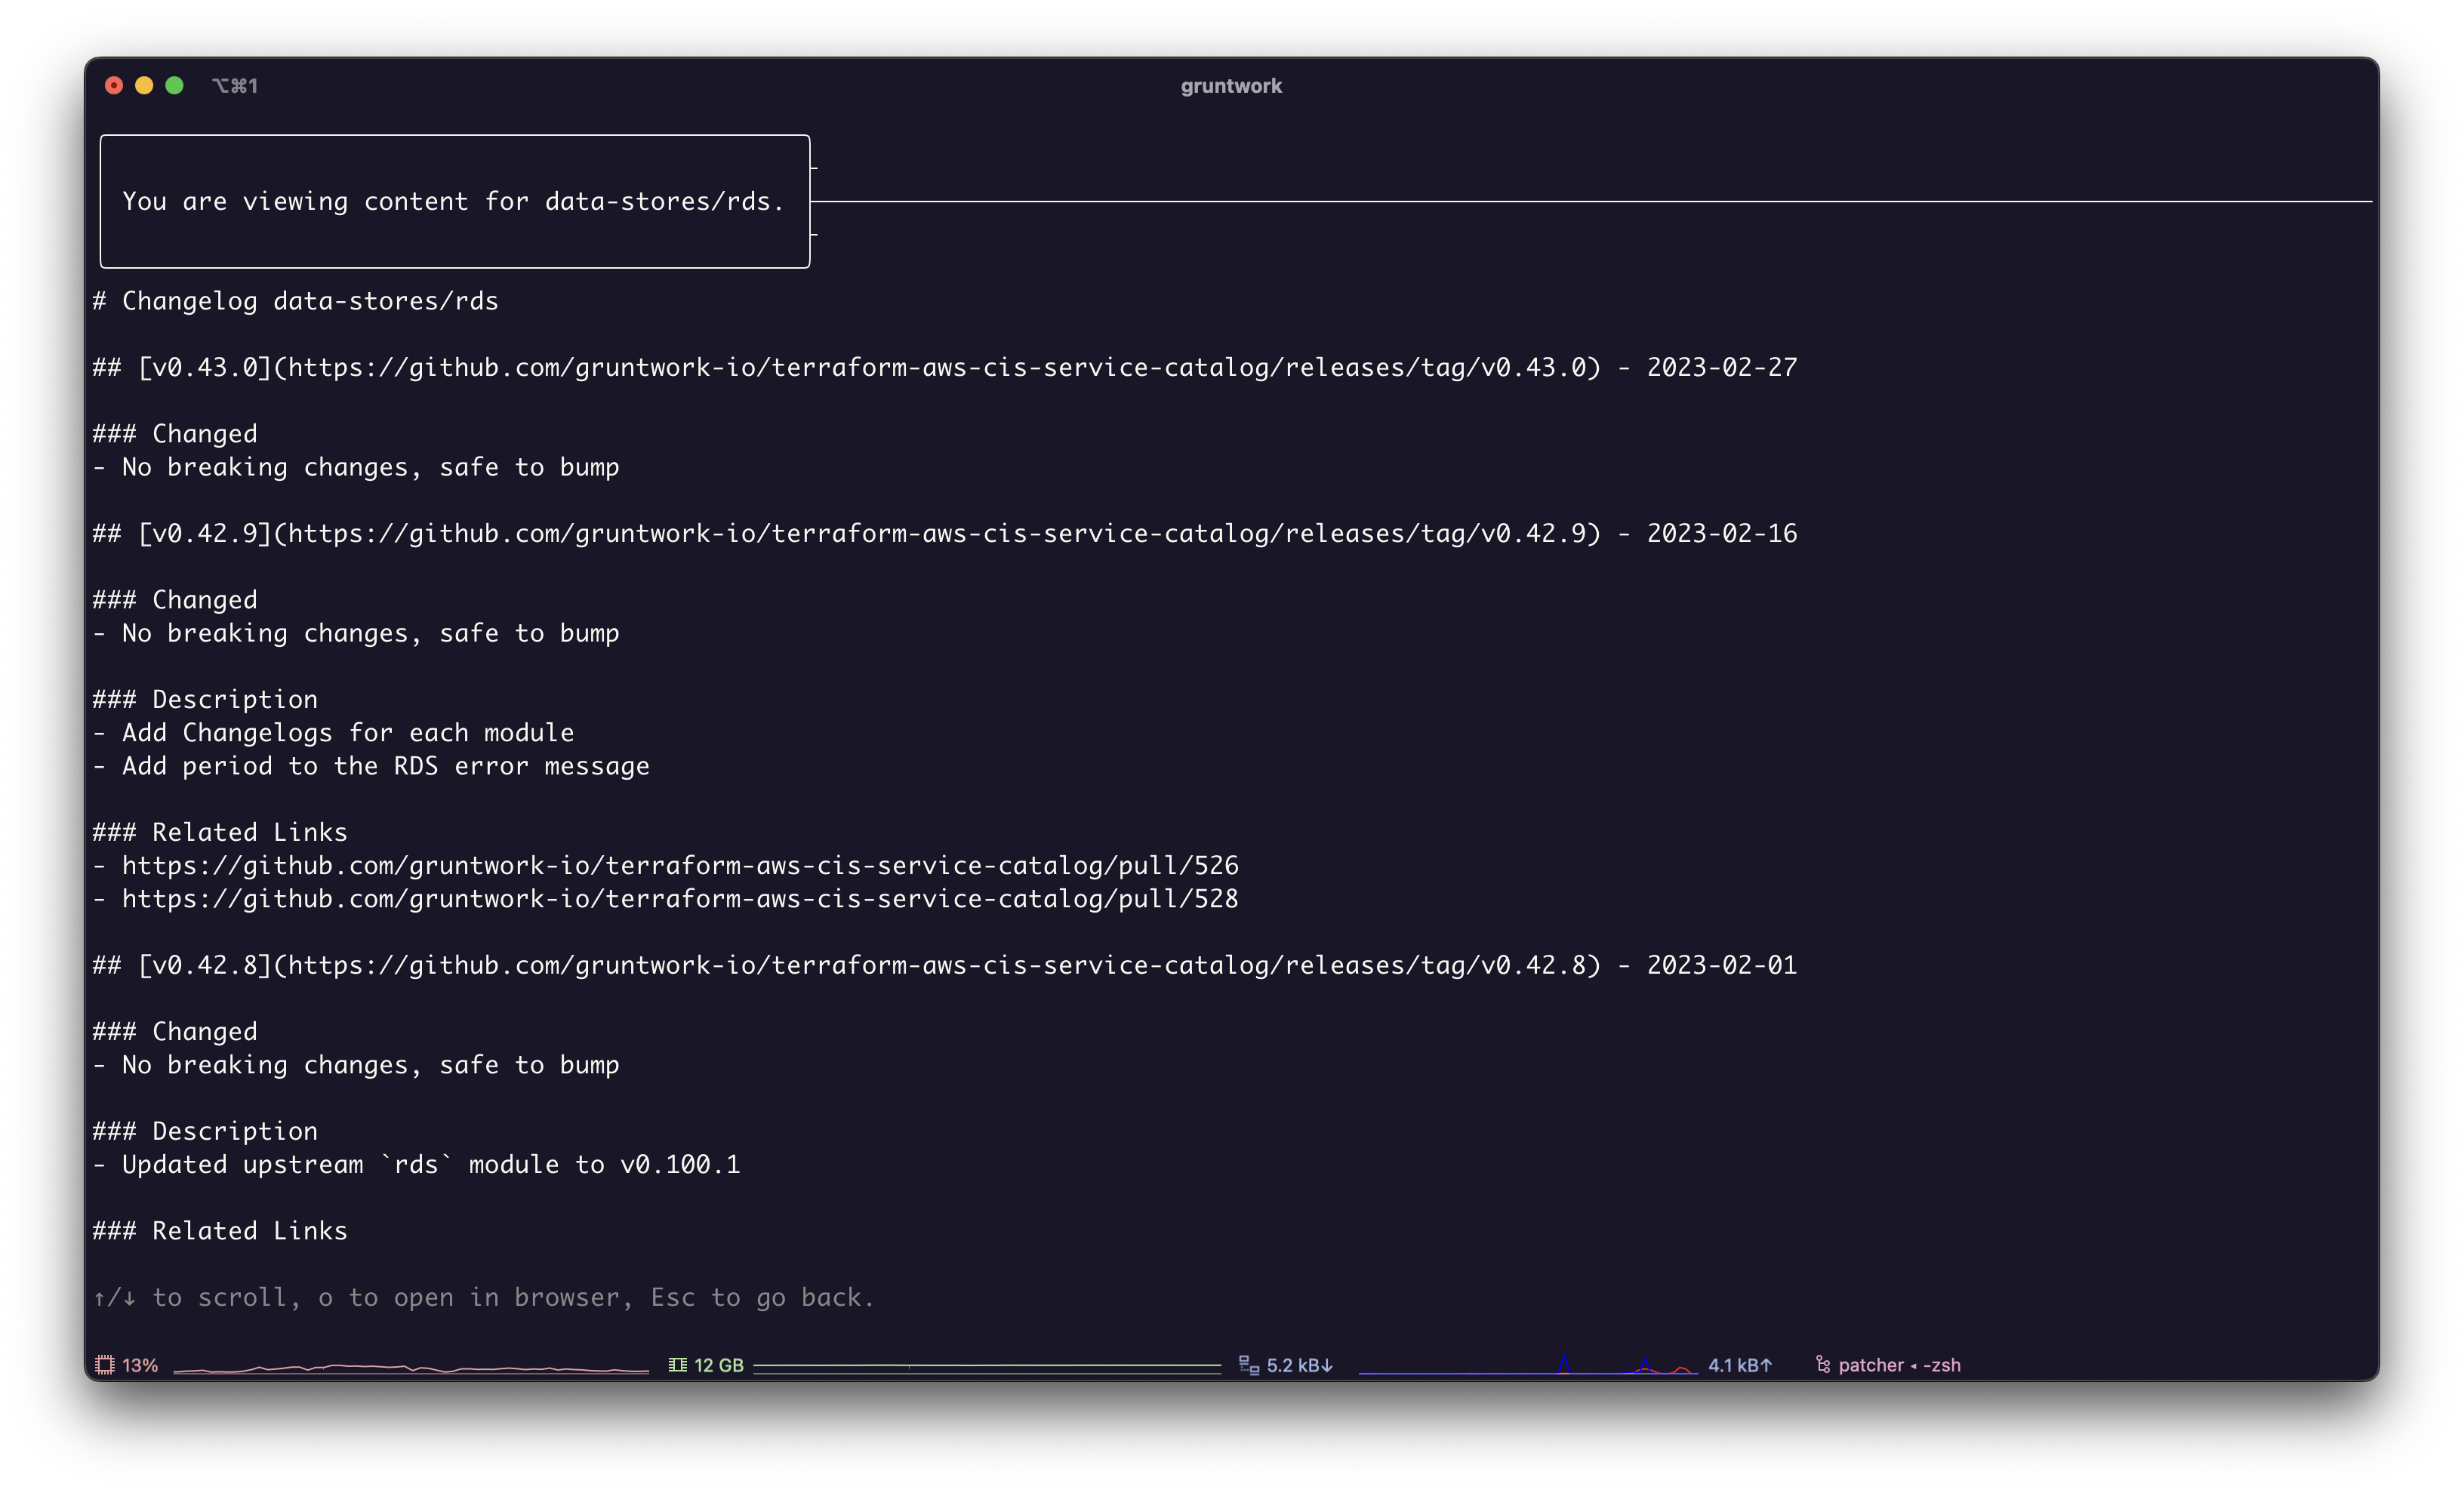 ⌥⌘1
gruntwork
You are viewing content for data-stores/rds.
# Changelog data-stores/rds
## [v0.43.0](https://github.com/gruntwork-io/terraform-aws-cis-service-catalog/releases/tag/v0.43.0) - 2023-02-27
### Changed
- No breaking changes, safe to bump
## [v0.42.9](https://github.com/gruntwork-io/terraform-aws-cis-service-catalog/releases/tag/v0.42.9) - 2023-02-16
### Changed
- No breaking changes, safe to bump
### Description
- Add Changelogs for each module
- Add period to the RDS error message
### Related Links
- https://github.com/gruntwork-io/terraform-aws-cis-service-catalog/pull/526
- https://github.com/gruntwork-io/terraform-aws-cis-service-catalog/pull/528
## [v0.42.8](https://github.com/gruntwork-io/terraform-aws-cis-service-catalog/releases/tag/v0.42.8) - 2023-02-01
### Changed
- No breaking changes, safe to bump
### Description
- Updated upstream `rds` module to v0.100.1
### Related Links
↑/↓ to scroll, o to open in browser, Esc to go back.
13% 12 GB 5.2 kB↓ 4.1 kB↑ patcher ◂ -zsh